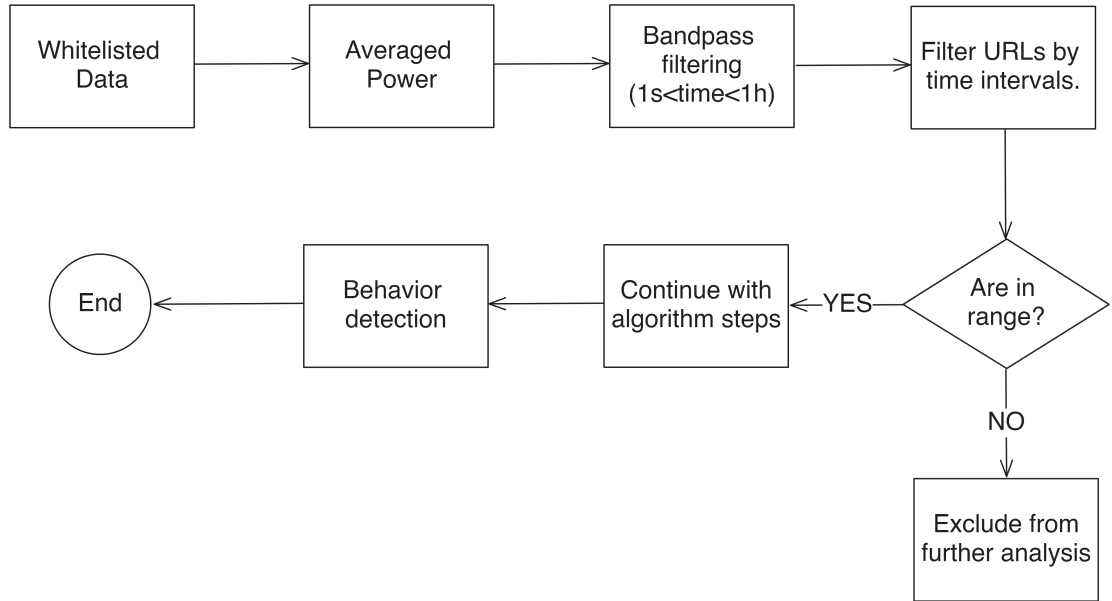 Whitelisted
Data
Averaged
Power
Bandpass
filtering
(1s<time<1h)
Filter URLs by
time intervals.
Are in
range?
YES
Continue with
algorithm steps
Behavior
detection
End
NO
Exclude from
further analysis